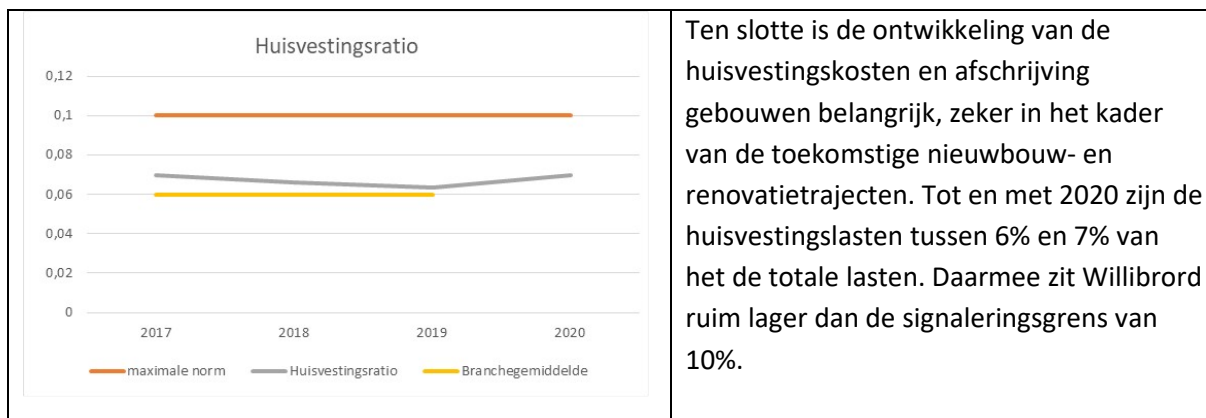 Huisvestingsratio
0,12
0,1
0,08
0,06
0,04
0,02
0
2017 2018 2019 2020
maximale norm Huisvestingsratio Branchegemiddelde
Ten slotte is de ontwikkeling van de
huisvestingskosten en afschrijving
gebouwen belangrijk, zeker in het kader
van de toekomstige nieuwbouw- en
renovatietrajecten. Tot en met 2020 zijn de
huisvestingslasten tussen 6% en 7% van
het de totale lasten. Daarmee zit Willibrord
ruim lager dan de signaleringsgrens van
10%.